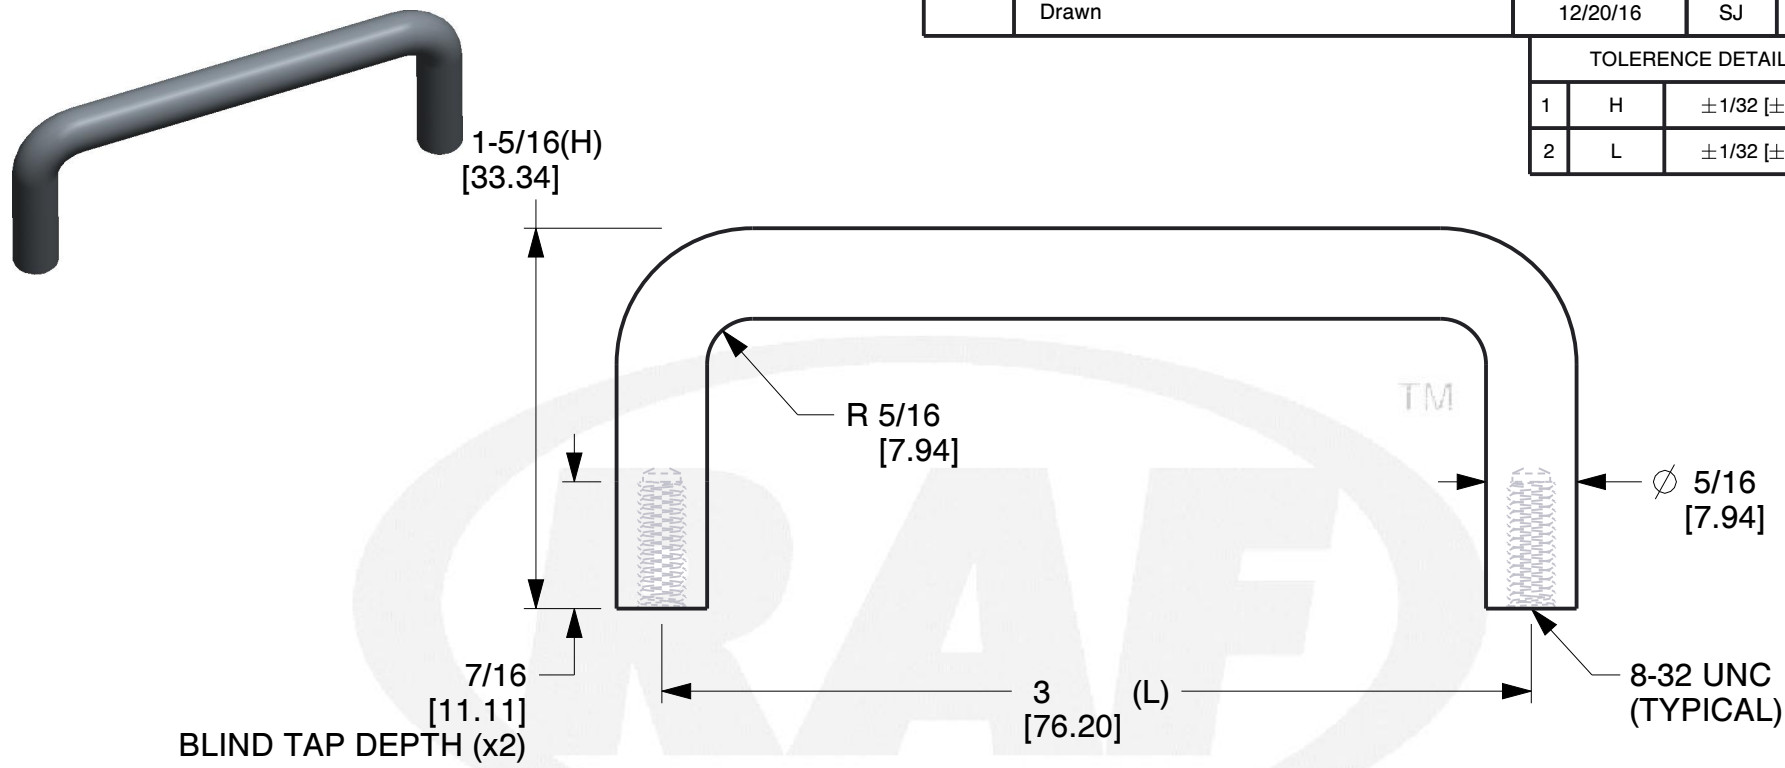 Drawn 12/20/16 SJ
TOLERENCE DETAIL
1 H ±1/32 [±
2 L ±1/32 [±
1-5/16(H)
[33.34]
TM
R 5/16
[7.94]
⌀ 5/16
[7.94]
RAF
7/16
[11.11]
BLIND TAP DEPTH (x2)
3 (L)
[76.20]
8-32 UNC
(TYPICAL)